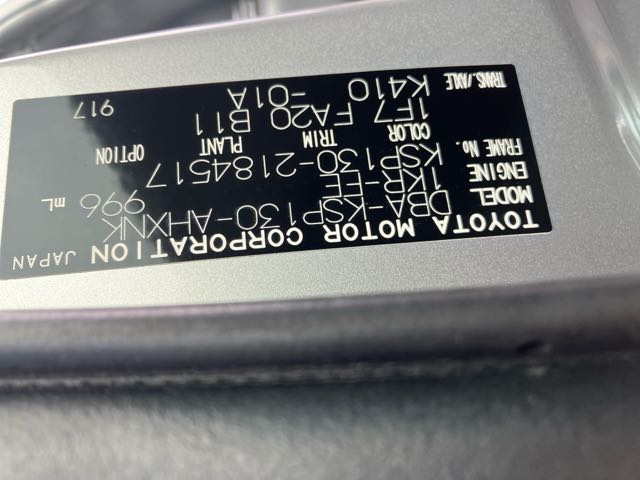 TOYOTA MOTOR CORPORATION JAPAN
MODEL DBA-KSP130-AHXNK
ENGINE 1KR-FE 996 mL
FRAME No. KSP130-2184517
COLOR TRIM PLANT OPTION
1F7 FA20 B11
TRANS./AXLE K410 -01A
917